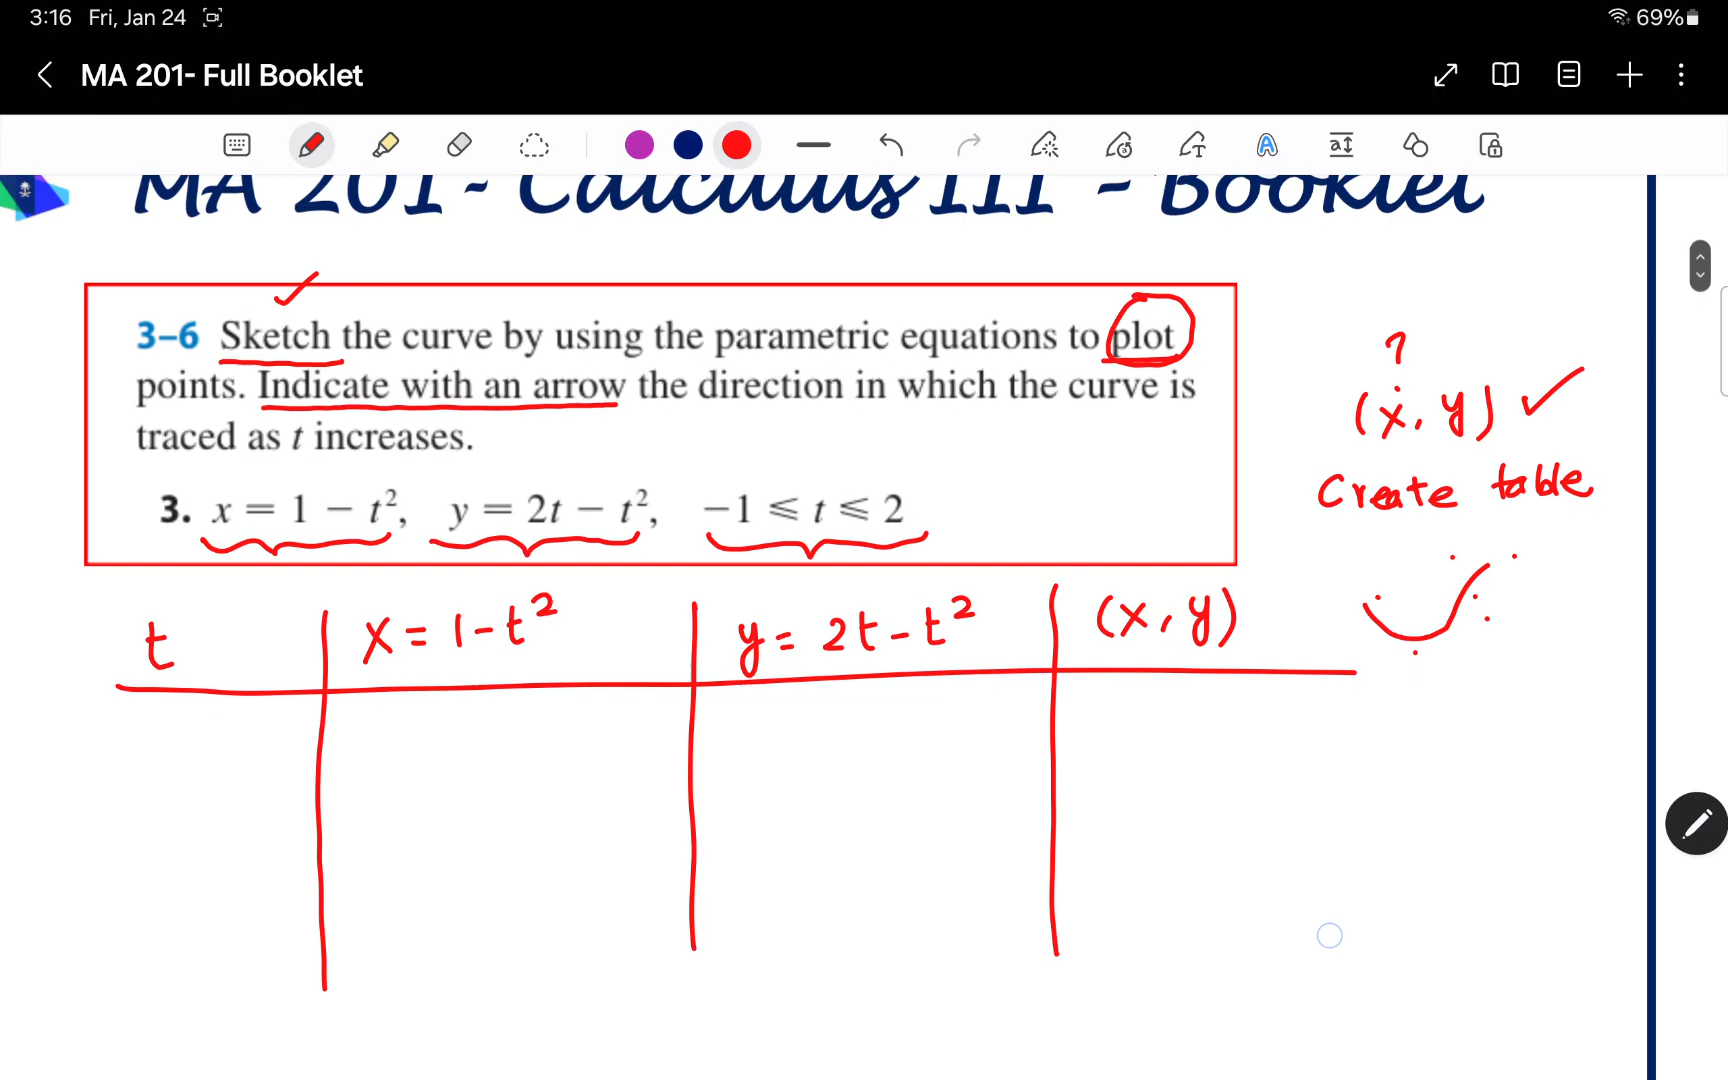 3:16 Fri, Jan 24 69%
MA 201- Full Booklet
MA 201- Calculus III - Booklet
3–6 Sketch the curve by using the parametric equations to plot
points. Indicate with an arrow the direction in which the curve is
traced as t increases.
3. x = 1 − t², y = 2t − t², −1 ⩽ t ⩽ 2
?
(x, y) ✓
Create table
t x = 1-t² y = 2t-t² (x, y)